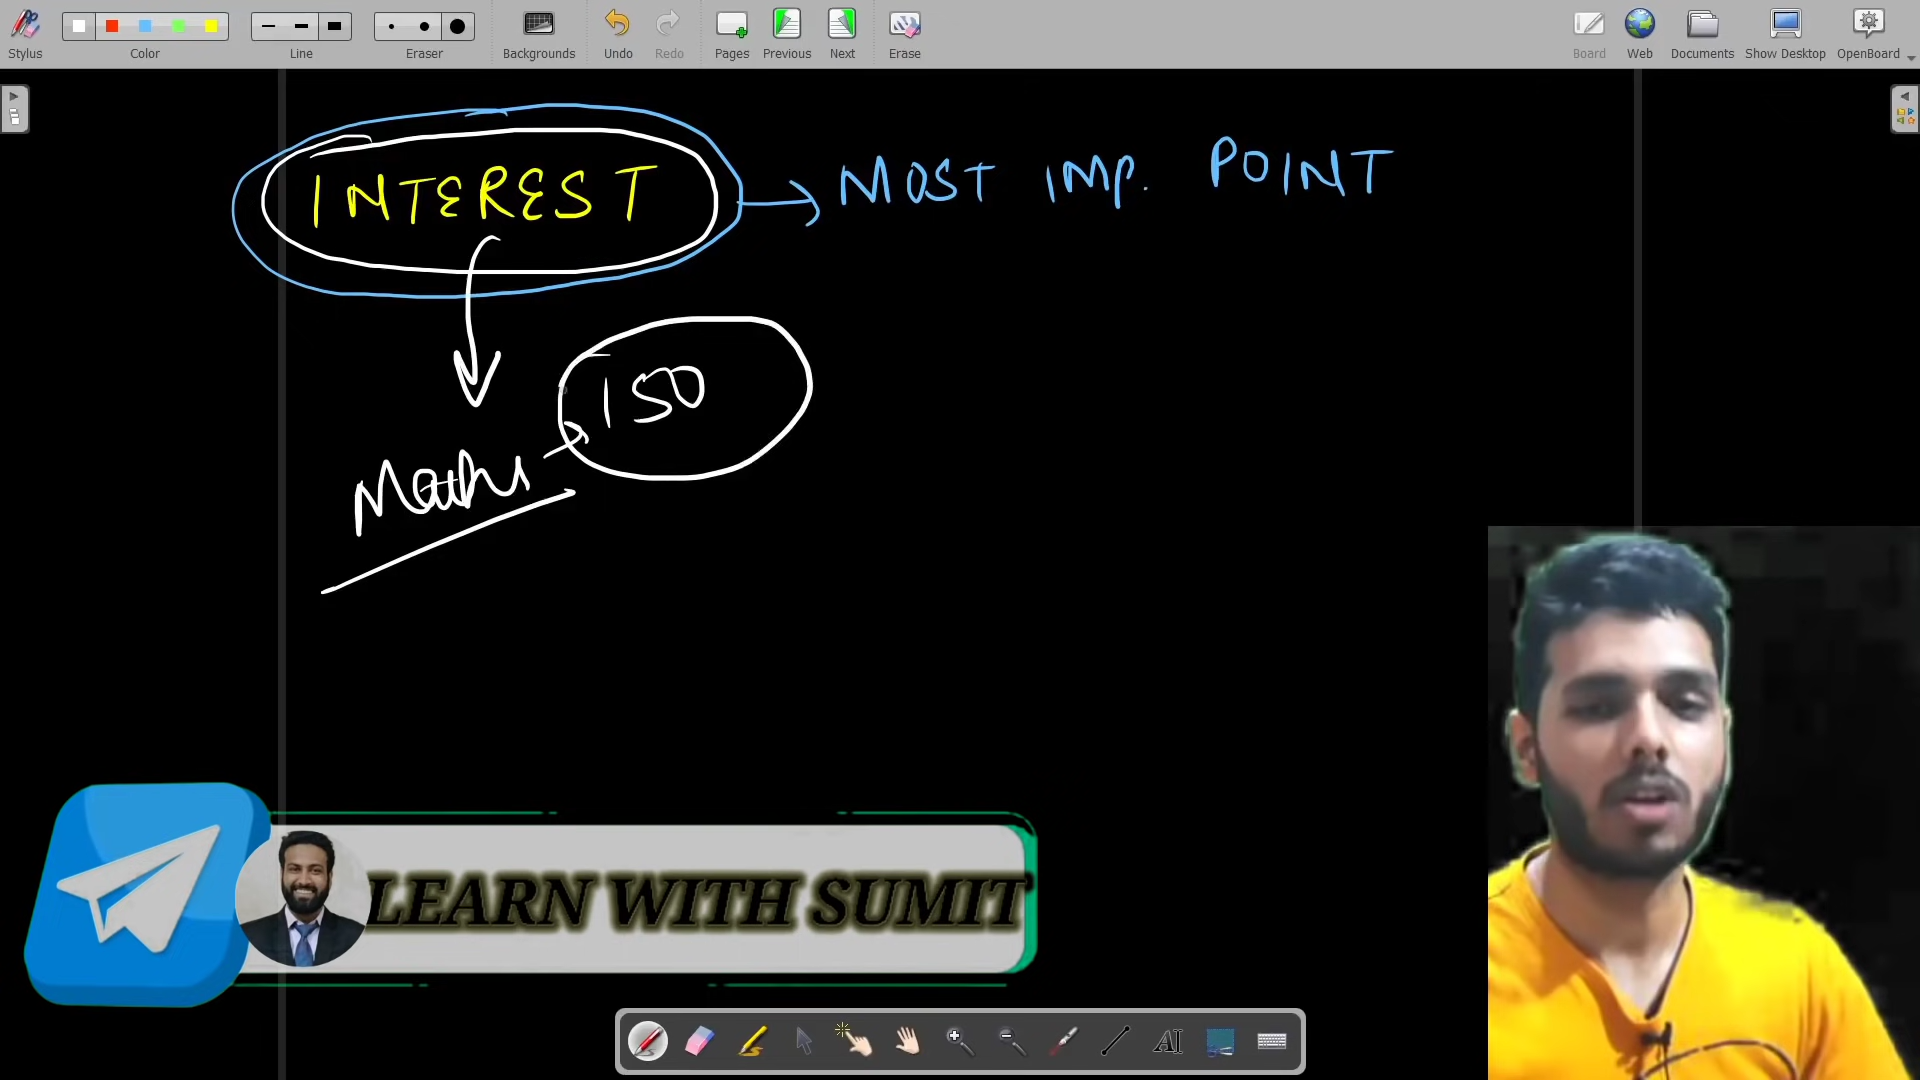 Stylus Color Line Eraser Backgrounds Undo Redo Pages Previous Next Erase Board Web Documents Show Desktop OpenBoard
INTEREST → MOST IMP. POINT
150
Maths
LEARN WITH SUMIT
AI